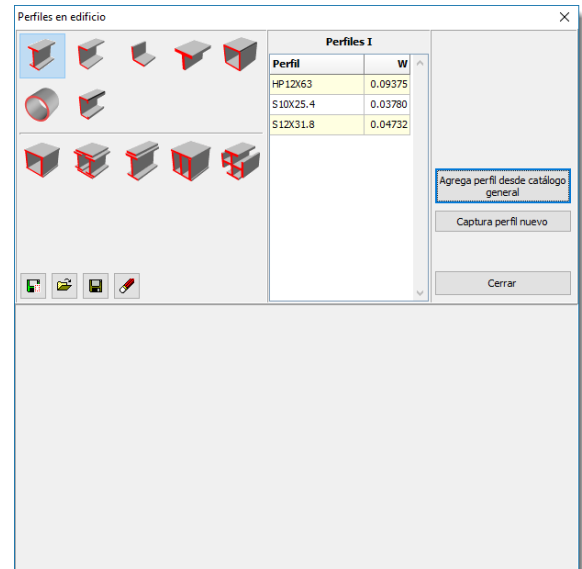 Perfiles en edificio
Perfiles I
Perfil W
HP12X63 0.09375
S10X25.4 0.03780
S12X31.8 0.04732
Agrega perfil desde catálogo
general
Captura perfil nuevo
Cerrar